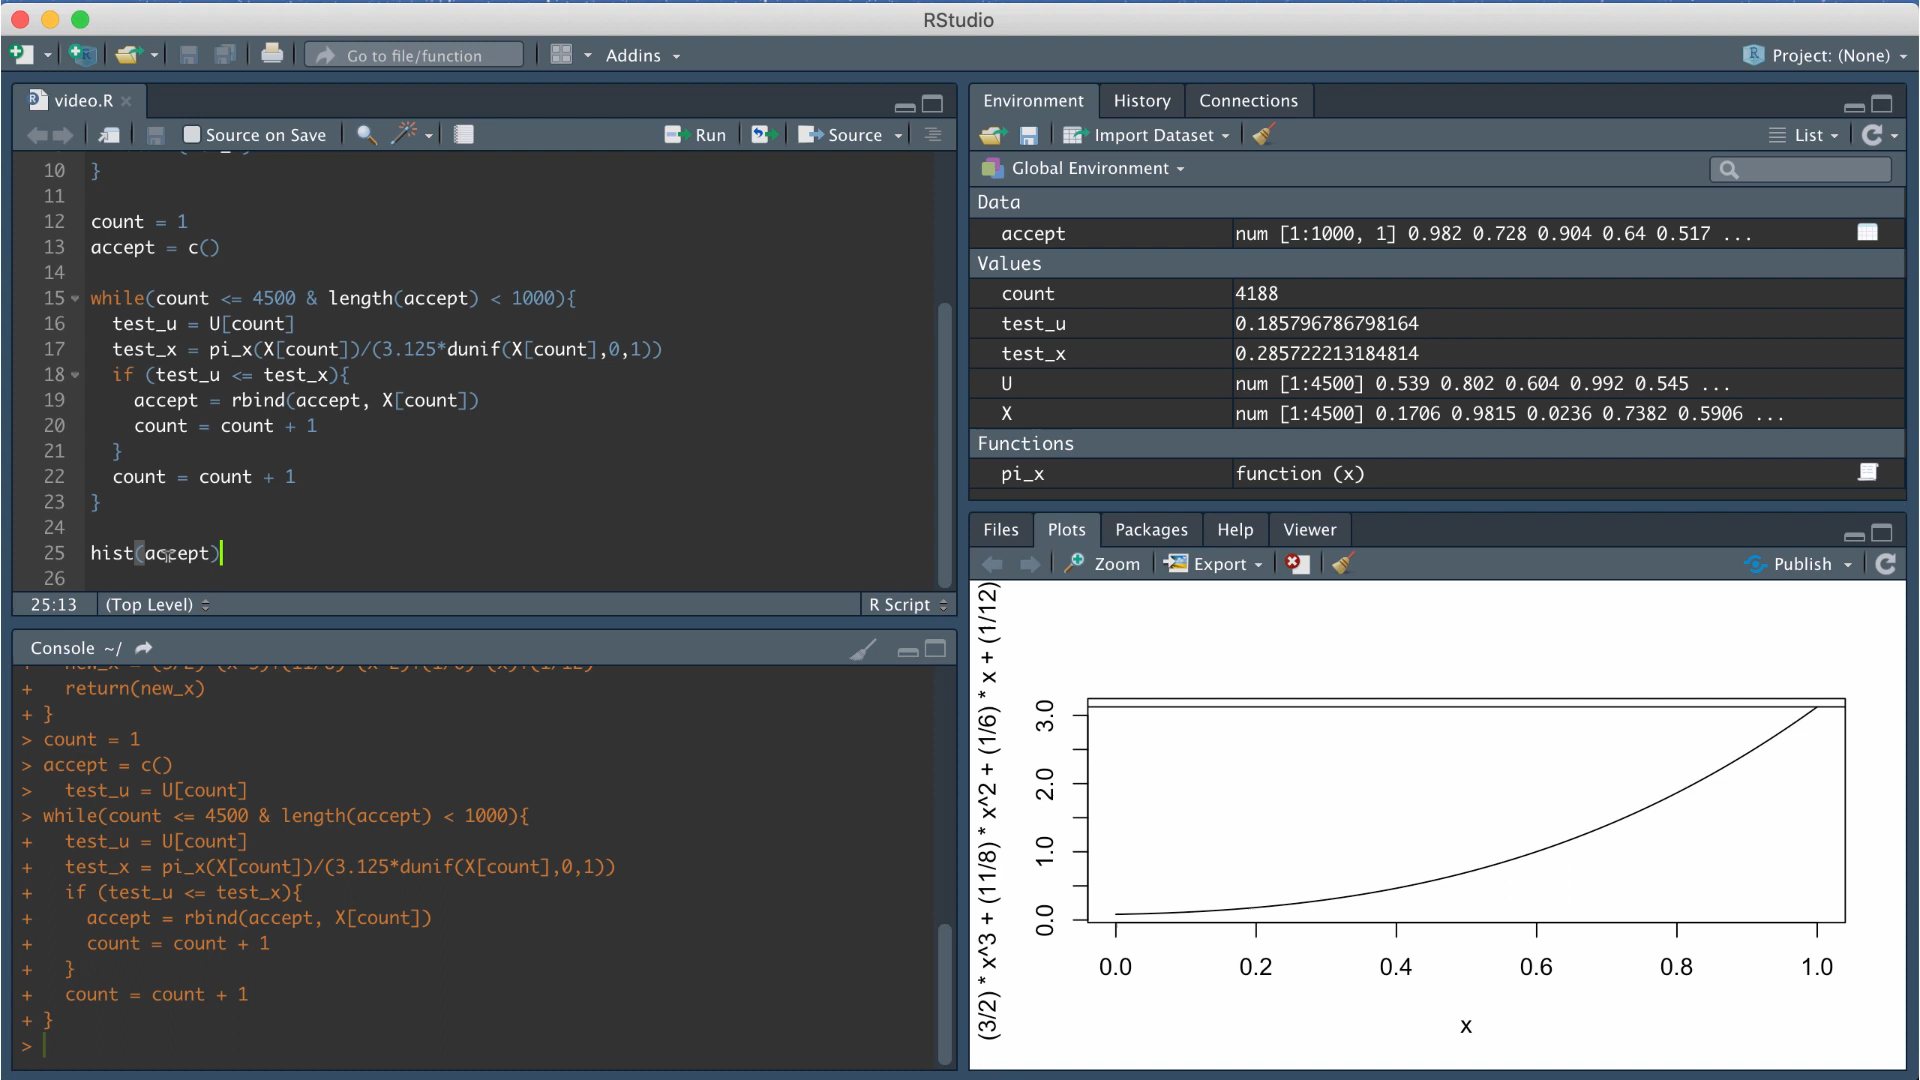 RStudio
Go to file/function
Addins
Project: (None)
video.R
Source on Save
Run
Source
10 }
11
12 count = 1
13 accept = c()
14
15 while(count <= 4500 & length(accept) < 1000){
16 test_u = U[count]
17 test_x = pi_x(X[count])/(3.125*dunif(X[count],0,1))
18 if (test_u <= test_x){
19 accept = rbind(accept, X[count])
20 count = count + 1
21 }
22 count = count + 1
23 }
24
25 hist(accept)
26
25:13 (Top Level) R Script
Console ~/
+ return(new_x)
+ }
> count = 1
> accept = c()
> test_u = U[count]
> while(count <= 4500 & length(accept) < 1000){
+ test_u = U[count]
+ test_x = pi_x(X[count])/(3.125*dunif(X[count],0,1))
+ if (test_u <= test_x){
+ accept = rbind(accept, X[count])
+ count = count + 1
+ }
+ count = count + 1
+ }
>
Environment History Connections
Import Dataset
List
Global Environment
Data
accept num [1:1000, 1] 0.982 0.728 0.904 0.64 0.517 ...
Values
count 4188
test_u 0.185796786798164
test_x 0.285722213184814
U num [1:4500] 0.539 0.802 0.604 0.992 0.545 ...
X num [1:4500] 0.1706 0.9815 0.0236 0.7382 0.5906 ...
Functions
pi_x function (x)
Files Plots Packages Help Viewer
Zoom Export Publish
(3/2) * x^3 + (11/8) * x^2 + (1/6) * x + (1/12)
3.0
2.0
1.0
0.0
0.0 0.2 0.4 0.6 0.8 1.0
x